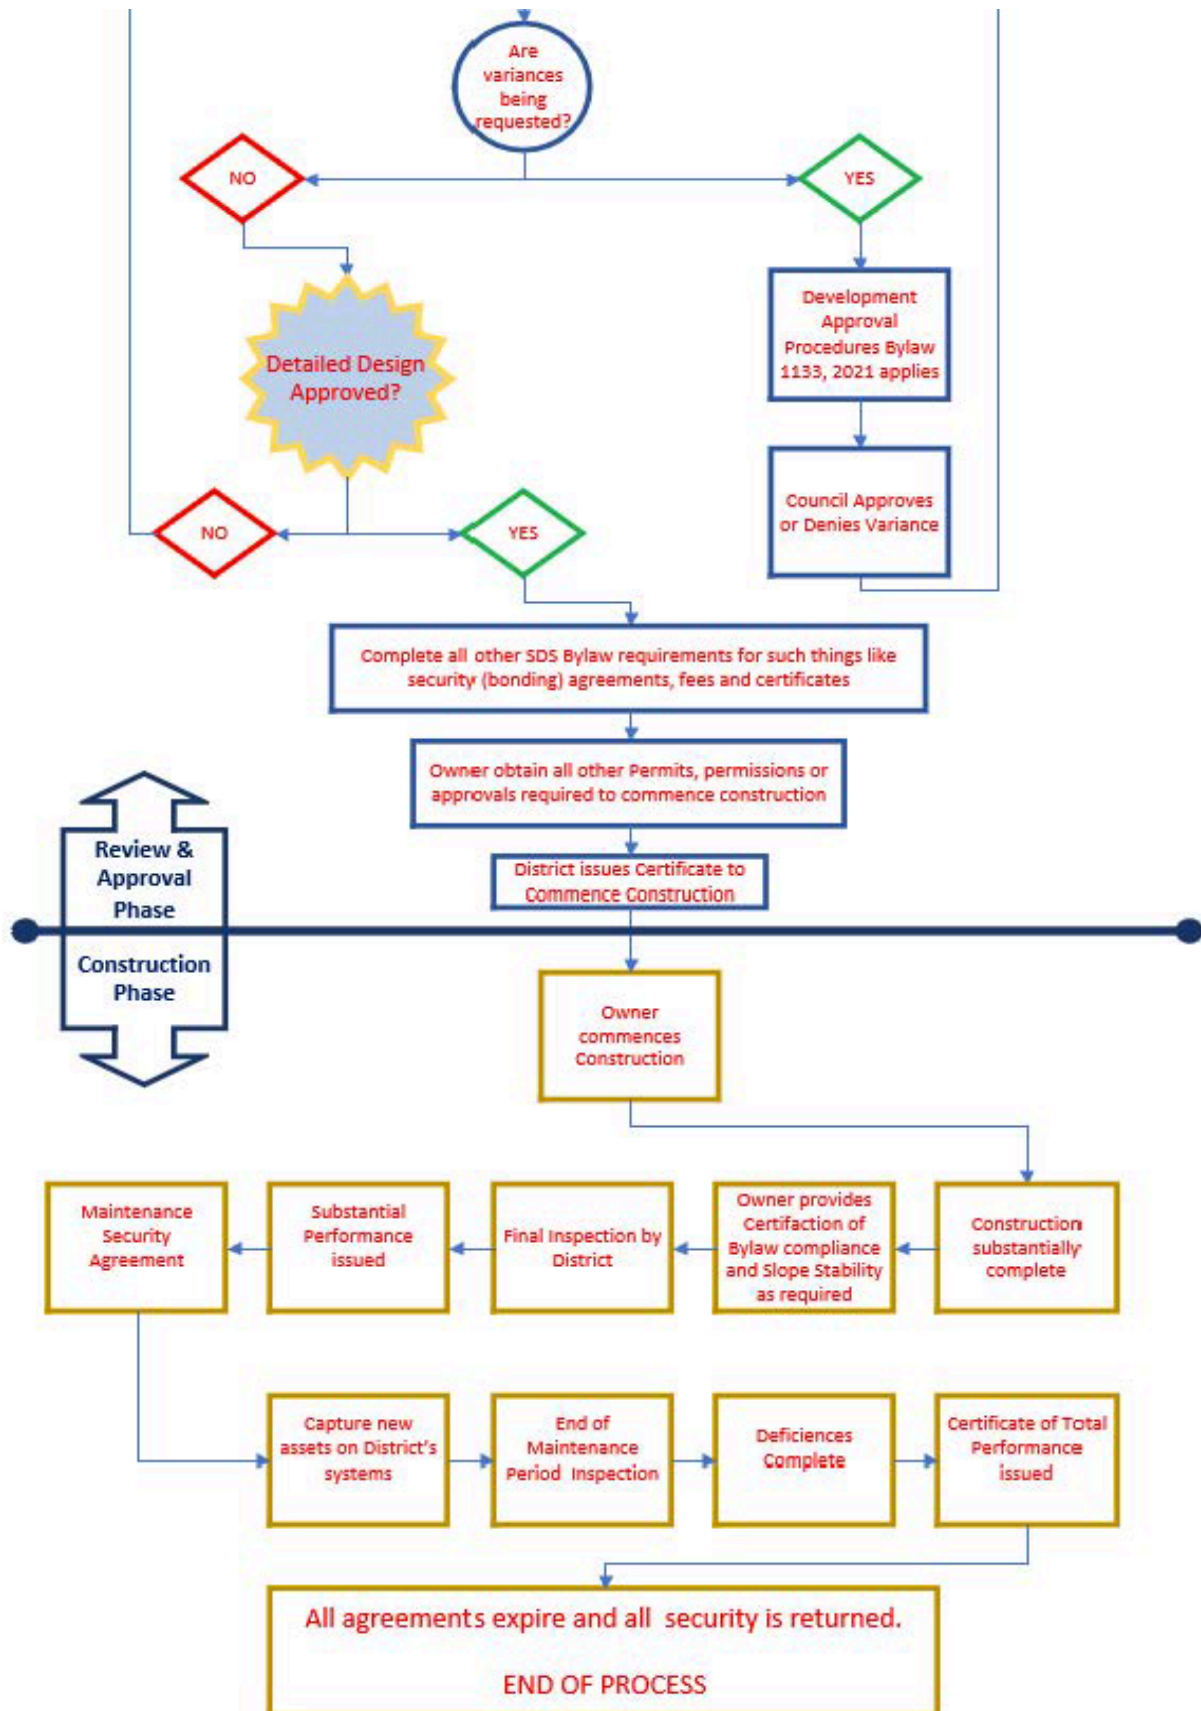 Are
variances
being
requested?
NO
YES
Development
Approval
Procedures Bylaw
1133, 2021 applies
Detailed Design
Approved?
Council Approves
or Denies Variance
NO
YES
Complete all other SDS Bylaw requirements for such things like
security (bonding) agreements, fees and certificates
Owner obtain all other Permits, permissions or
approvals required to commence construction
District issues Certificate to
Commence Construction
Review &
Approval
Phase
Construction
Phase
Owner
commences
Construction
Construction
substantially
complete
Owner provides
Certifaction of
Bylaw compliance
and Slope Stability
as required
Final Inspection by
District
Substantial
Performance
issued
Maintenance
Security
Agreement
Capture new
assets on District's
systems
End of
Maintenance
Period Inspection
Deficiences
Complete
Certificate of Total
Performance
issued
All agreements expire and all security is returned.
END OF PROCESS